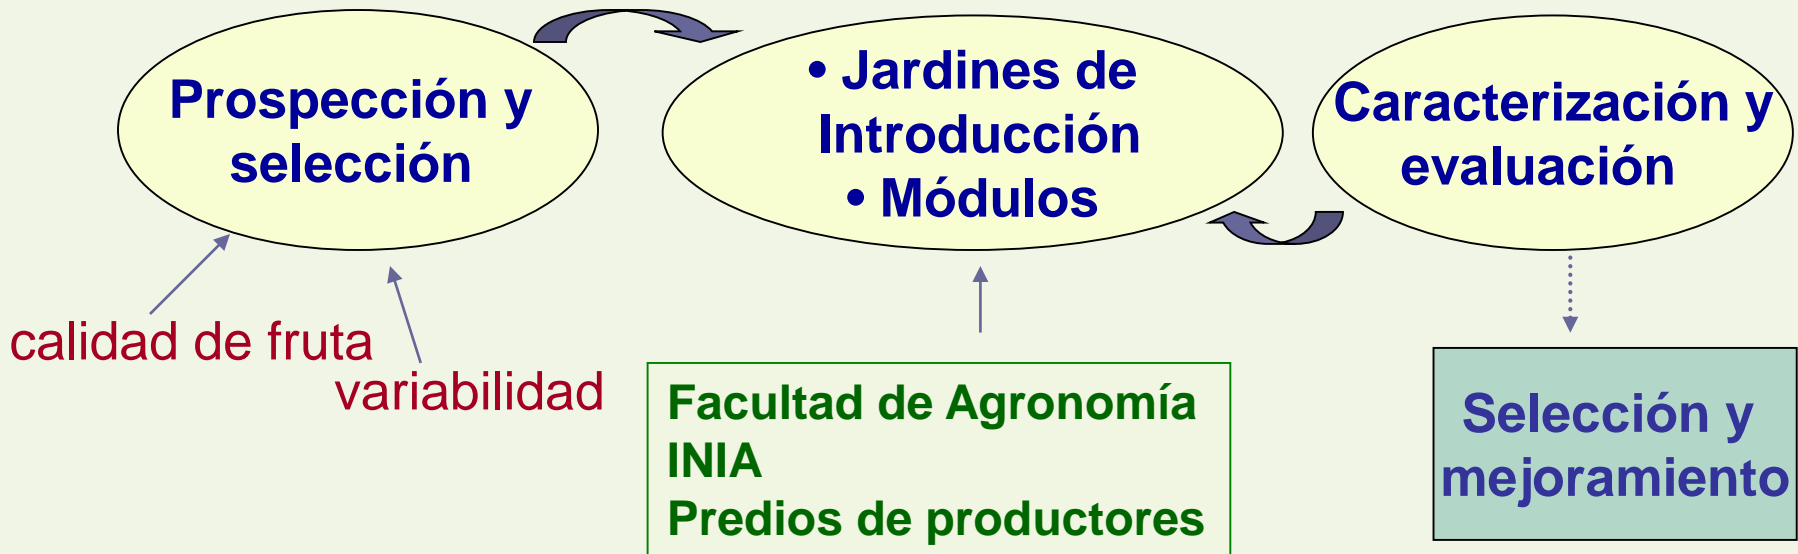 Prospección y
selección
• Jardines de
Introducción
• Módulos
Caracterización y
evaluación
calidad de fruta
variabilidad
Facultad de Agronomía
INIA
Predios de productores
Selección y
mejoramiento